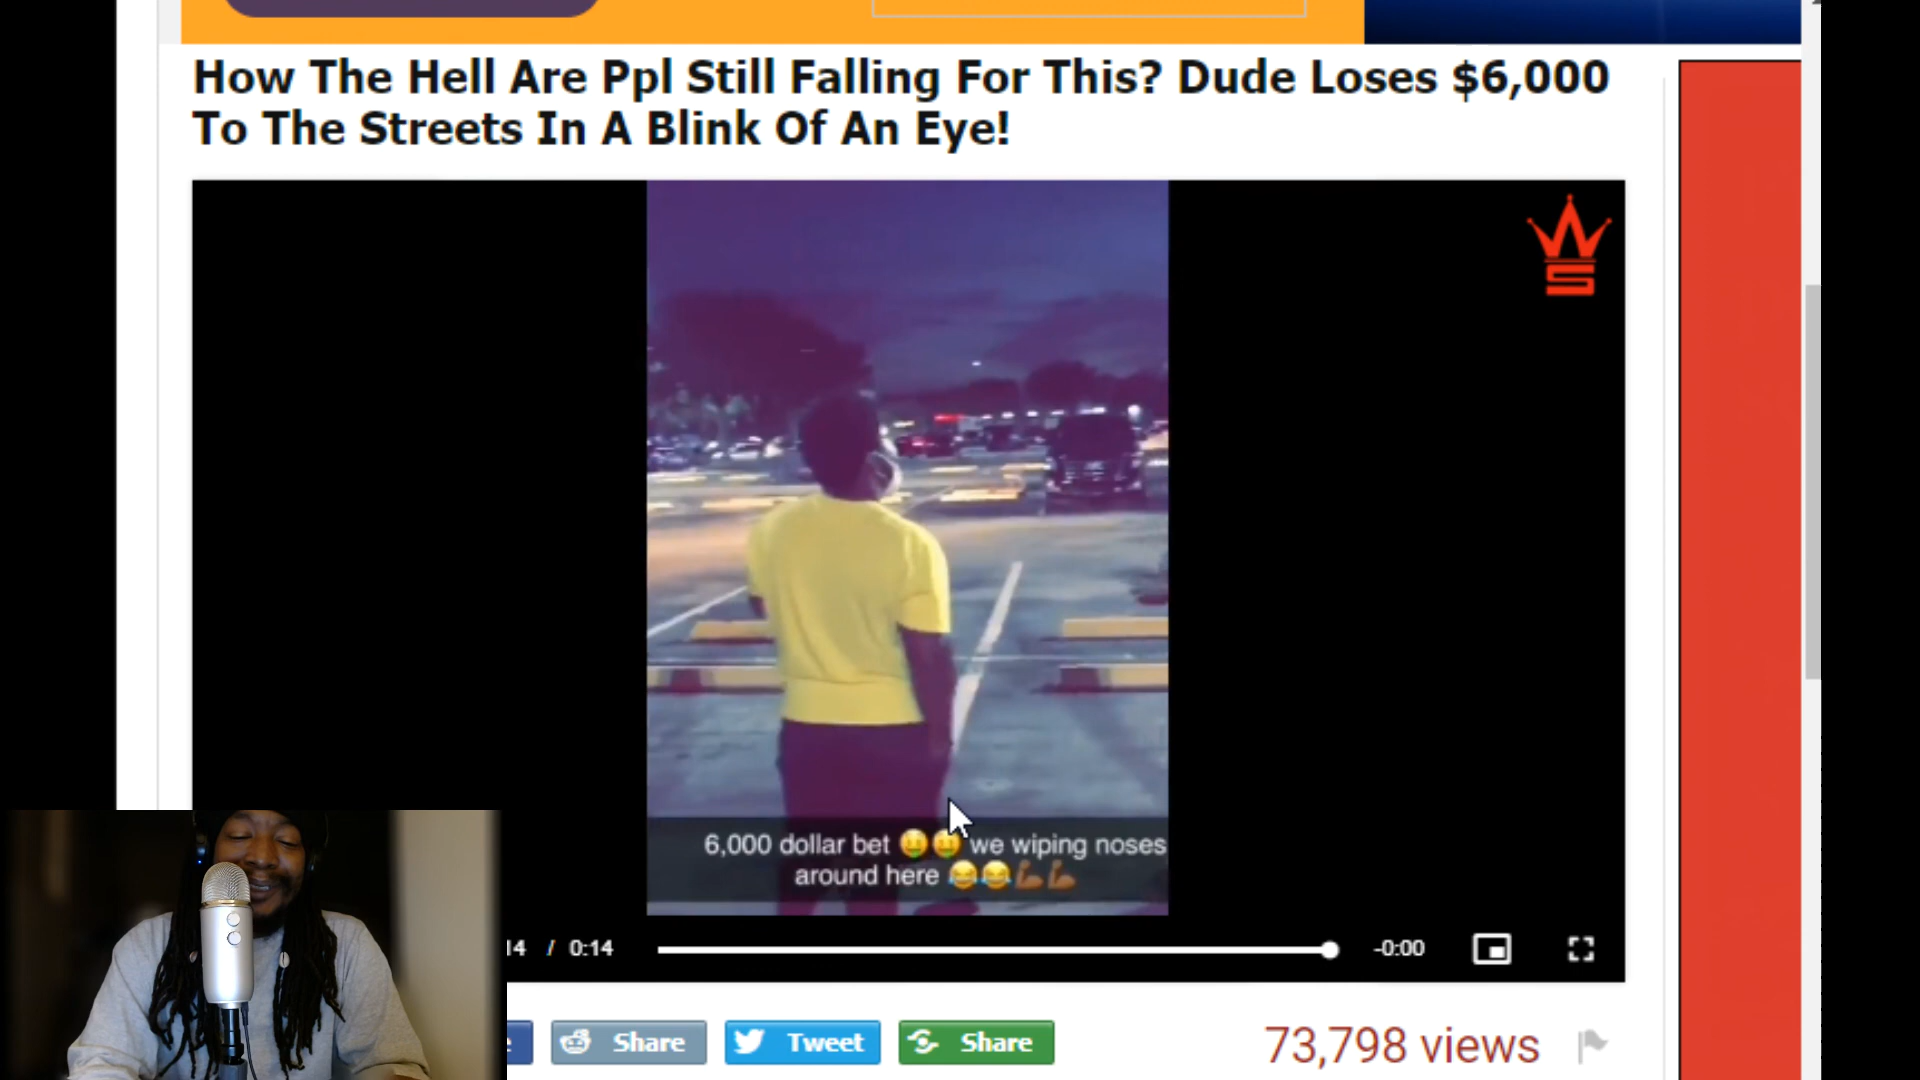 How The Hell Are Ppl Still Falling For This? Dude Loses $6,000
To The Streets In A Blink Of An Eye!
6,000 dollar bet 🤑🤑 we wiping noses
around here 😂😂💪🏾💪🏾
14 / 0:14
-0:00
Share
Tweet
Share
73,798 views